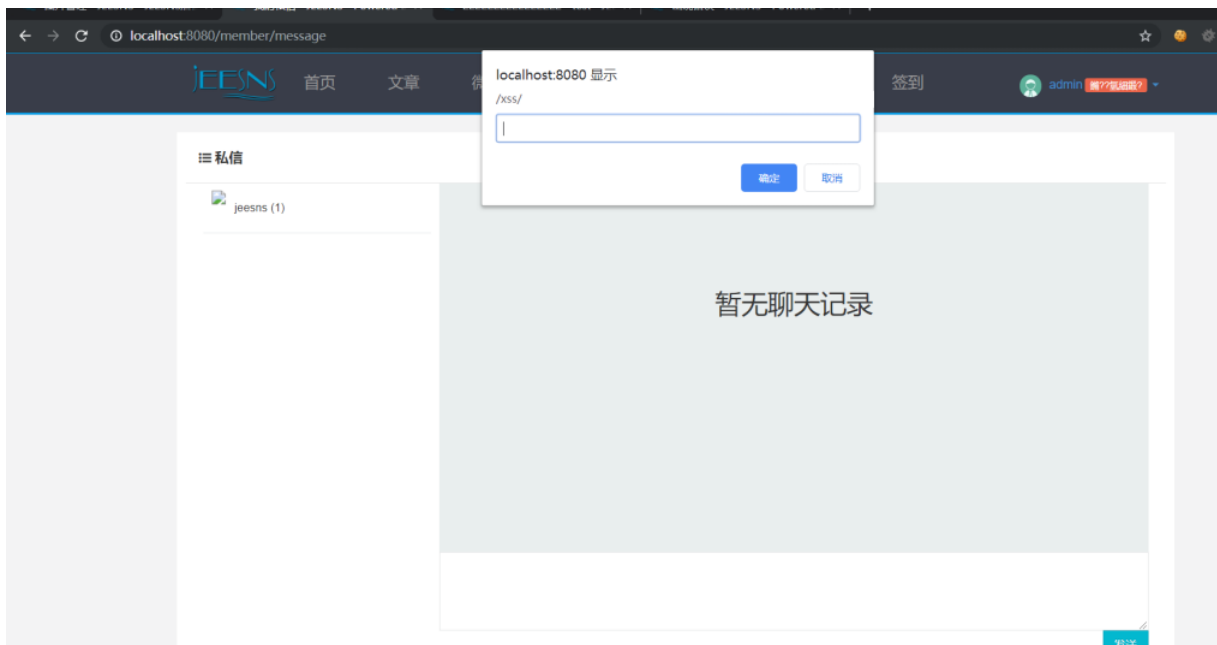 localhost:8080/member/message
JEESNS 首页 文章 签到 admin
localhost:8080 显示
/xss/
确定 取消
私信
jeesns (1)
暂无聊天记录